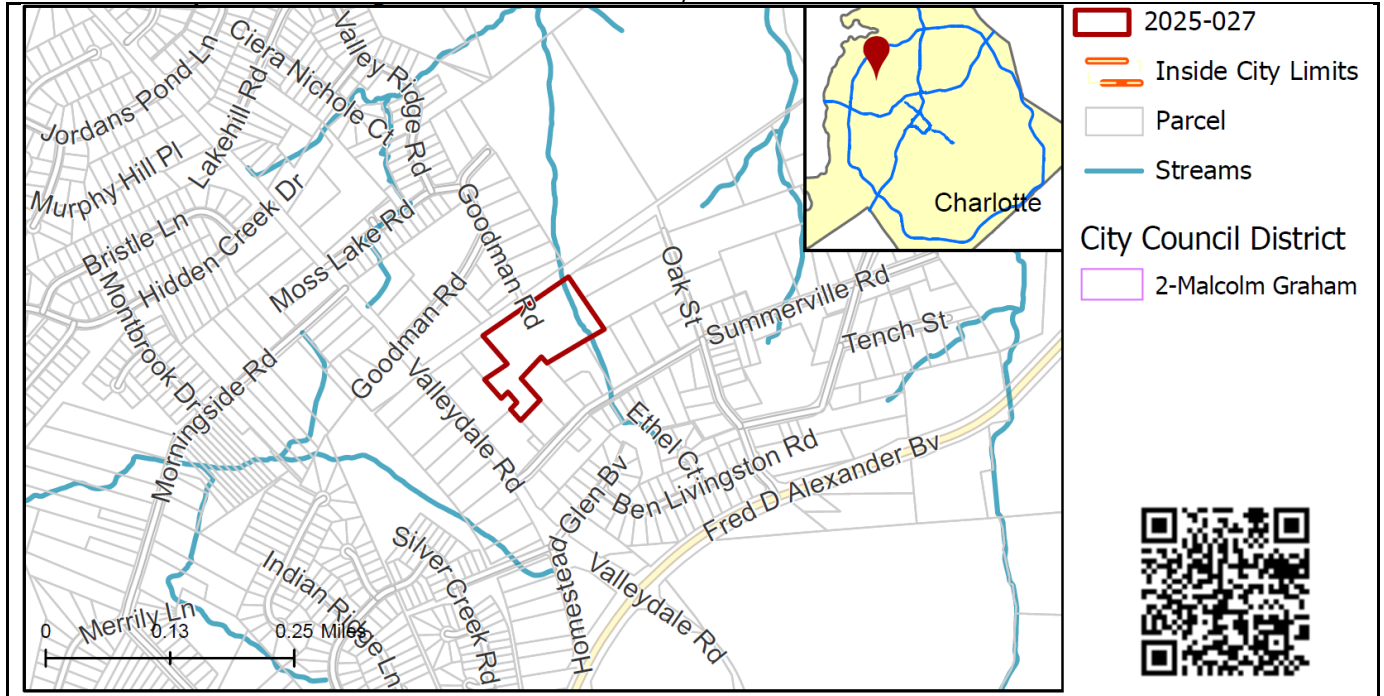 Jordans Pond Ln
Ciera Nichole Ct
Valley Ridge Rd
Lakehill Rd
Murphy Hill Pl
Bristle Ln
Hidden Creek Dr
Montbrook Dr
Moss Lake Rd
Goodman Rd
Goodman Rd
Morningside Rd
Valleydale Rd
Oak St
Summerville Rd
Tench St
Ethel Ct
Ben Livingston Rd
Glen Bv
Homestead
Fred D Alexander Bv
Silver Creek Rd
Indian Ridge Ln
Valleydale Rd
Merrily Ln
0 0.13 0.25 Miles
Charlotte
2025-027
Inside City Limits
Parcel
Streams
City Council District
2-Malcolm Graham